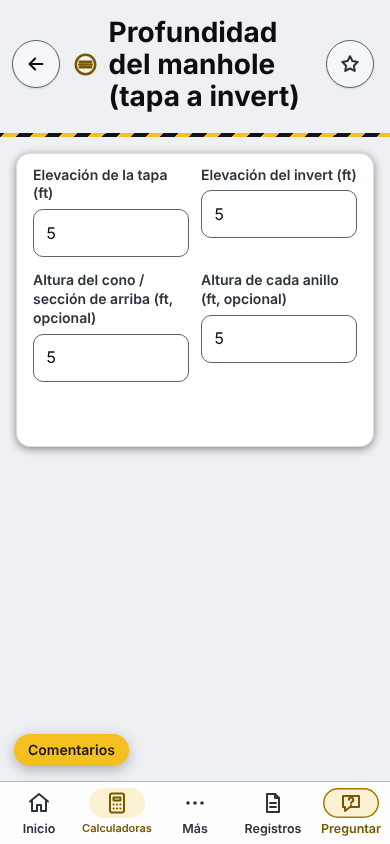 Profundidad
del manhole
(tapa a invert)
Elevación de la tapa
(ft)
5
Elevación del invert (ft)
5
Altura del cono /
sección de arriba (ft,
opcional)
5
Altura de cada anillo
(ft, opcional)
5
Comentarios
Inicio
Calculadoras
Más
Registros
Preguntar